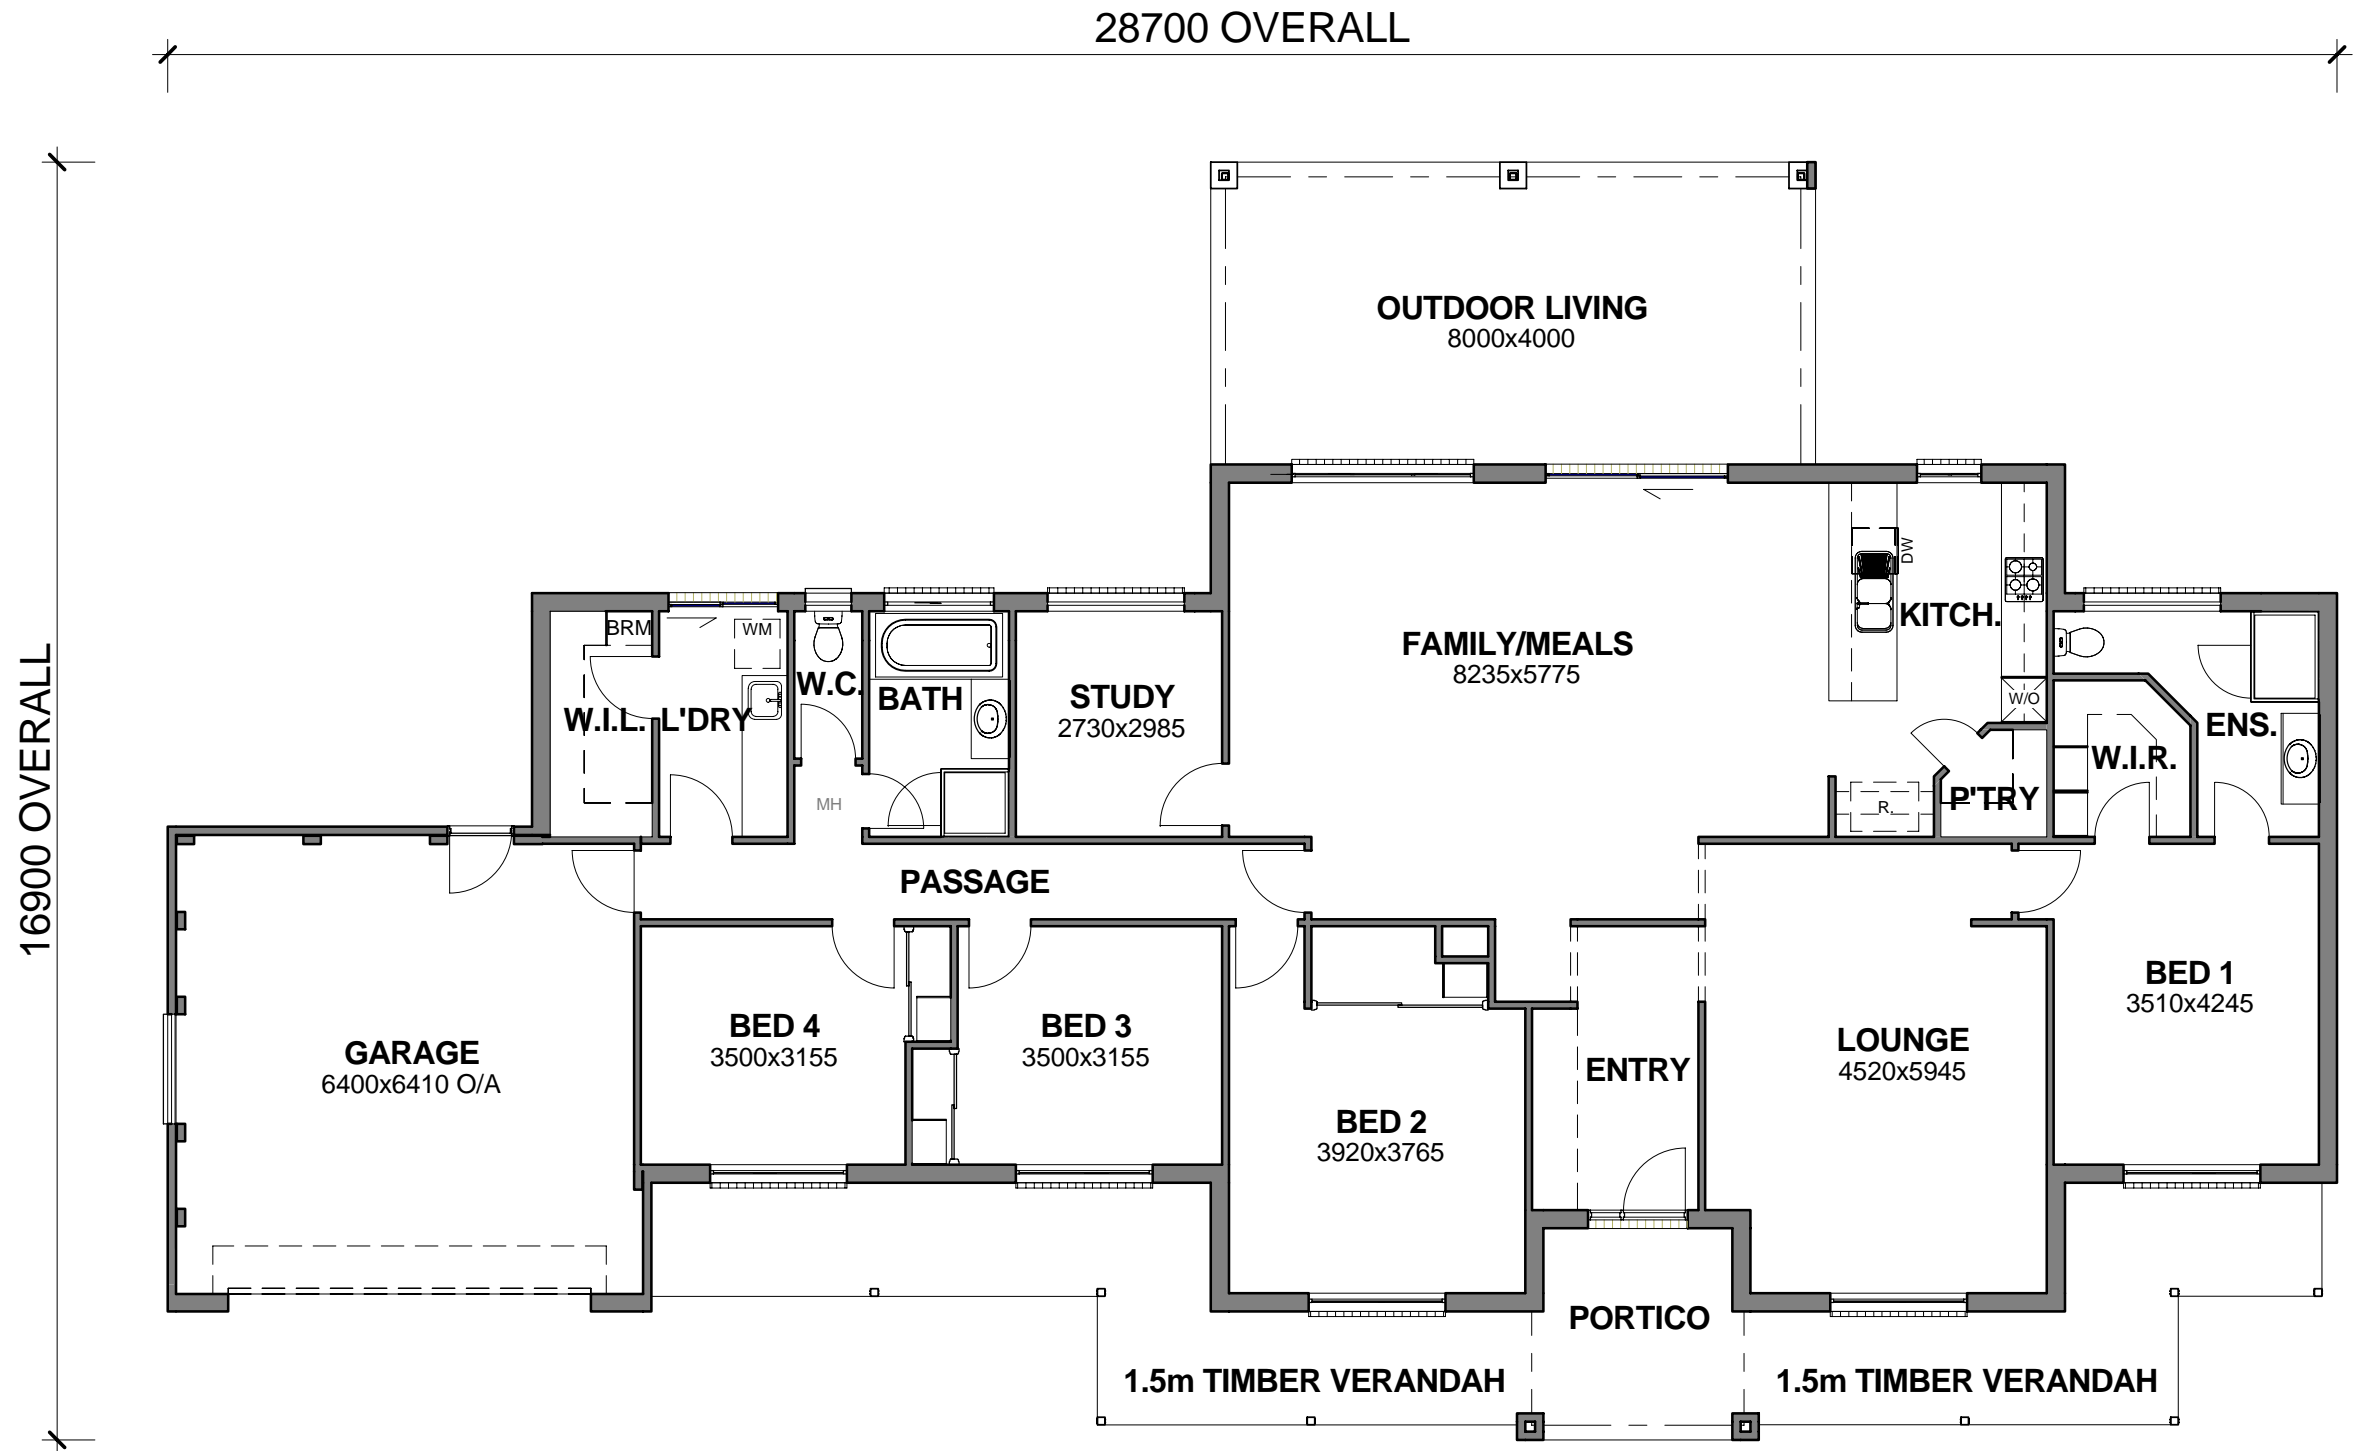 28700 OVERALL
16900 OVERALL
OUTDOOR LIVING
8000x4000
FAMILY/MEALS
8235x5775
KITCH.
DW
W/O
P'TRY
R.
BRM
WM
W.I.L.
L'DRY
W.C.
BATH
STUDY
2730x2985
MH
W.I.R.
ENS.
PASSAGE
GARAGE
6400x6410 O/A
BED 4
3500x3155
BED 3
3500x3155
BED 2
3920x3765
ENTRY
LOUNGE
4520x5945
BED 1
3510x4245
PORTICO
1.5m TIMBER VERANDAH
1.5m TIMBER VERANDAH